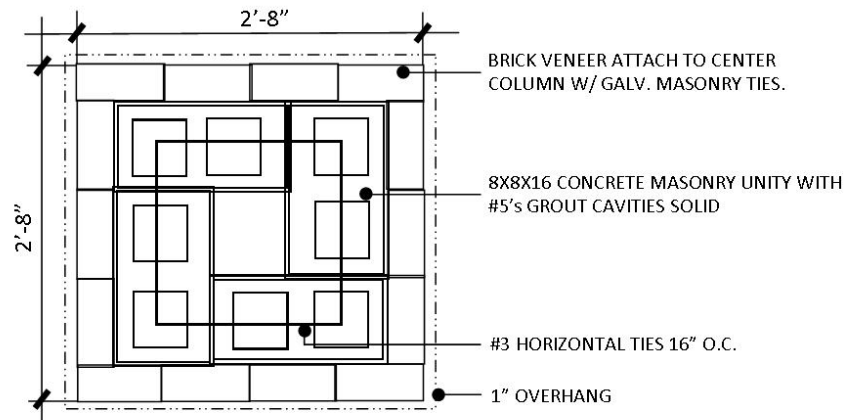 2’-8”
BRICK VENEER ATTACH TO CENTER
COLUMN W/ GALV. MASONRY TIES.
8X8X16 CONCRETE MASONRY UNITY WITH
#5’s GROUT CAVITIES SOLID
2’-8”
#3 HORIZONTAL TIES 16” O.C.
1” OVERHANG